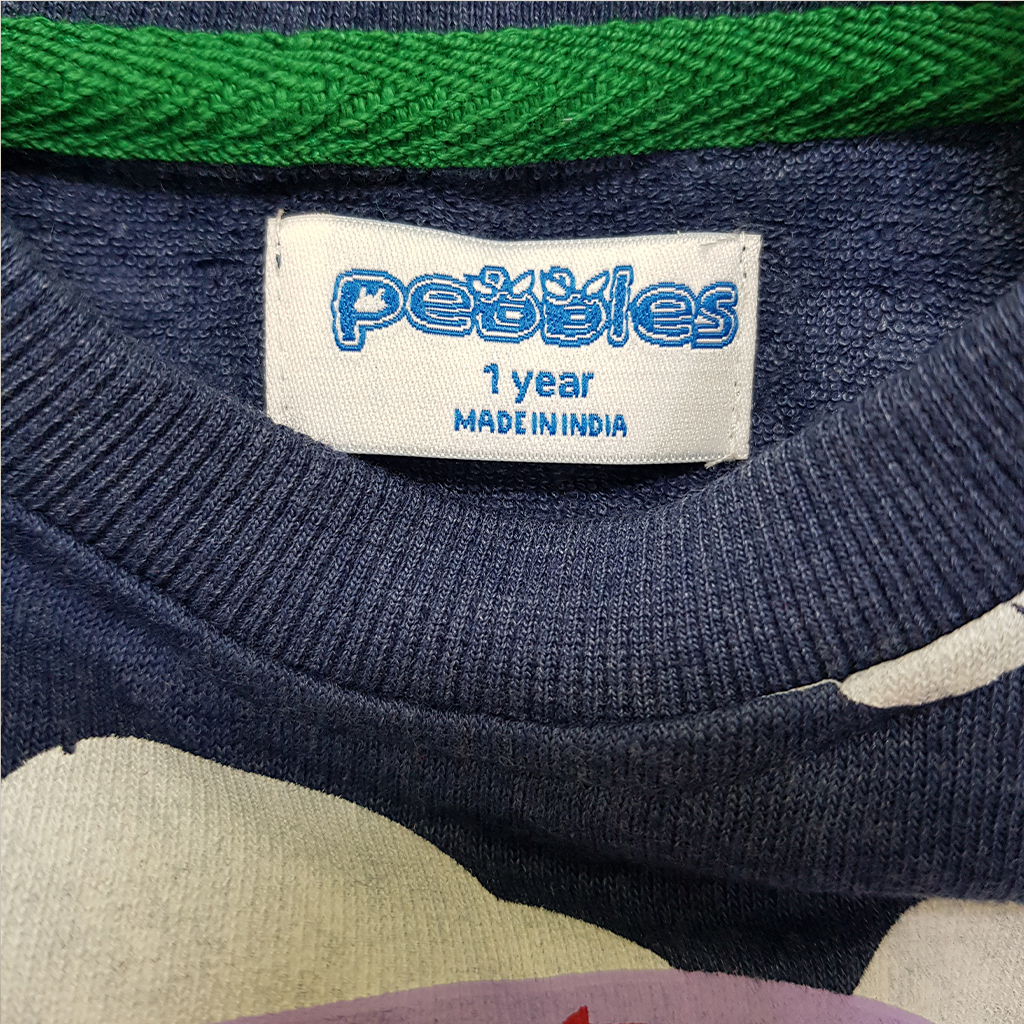 pebbles
1 year
MADE IN INDIA